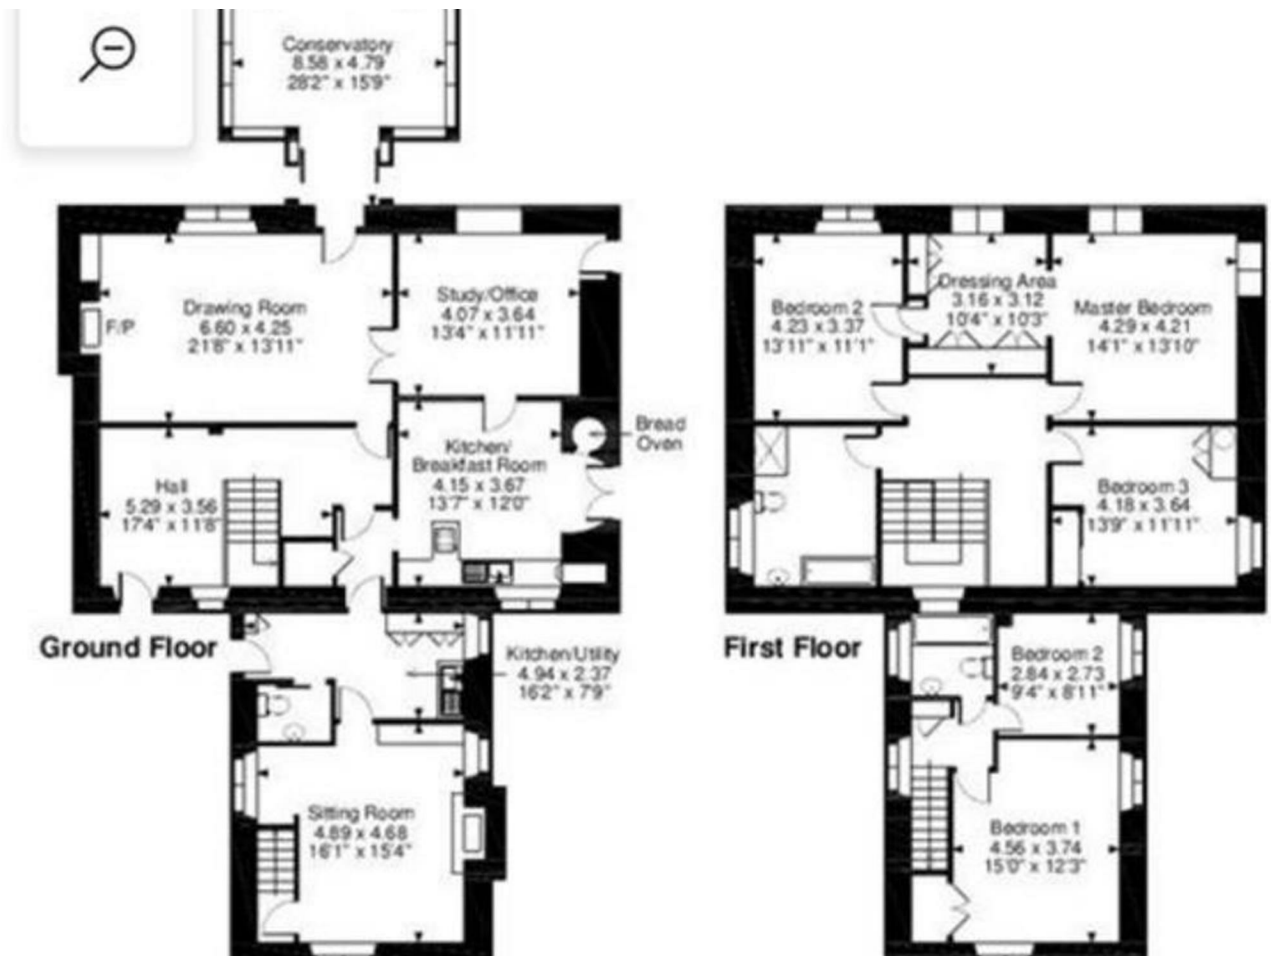 Conservatory
8.58 x 4.79
28'2" x 15'9"
Drawing Room
6.60 x 4.25
21'8" x 13'11"
F/P
Study/Office
4.07 x 3.64
13'4" x 11'11"
Kitchen/
Breakfast Room
4.15 x 3.67
13'7" x 12'0"
Bread
Oven
Hall
5.29 x 3.56
17'4" x 11'8"
Ground Floor
Kitchen/Utility
4.94 x 2.37
16'2" x 7'9"
Sitting Room
4.89 x 4.68
16'1" x 15'4"
Bedroom 2
4.23 x 3.37
13'11" x 11'1"
Dressing Area
3.16 x 3.12
10'4" x 10'3"
Master Bedroom
4.29 x 4.21
14'1" x 13'10"
Bedroom 3
4.18 x 3.64
13'9" x 11'11"
First Floor
Bedroom 2
2.84 x 2.73
9'4" x 8'11"
Bedroom 1
4.56 x 3.74
15'0" x 12'3"